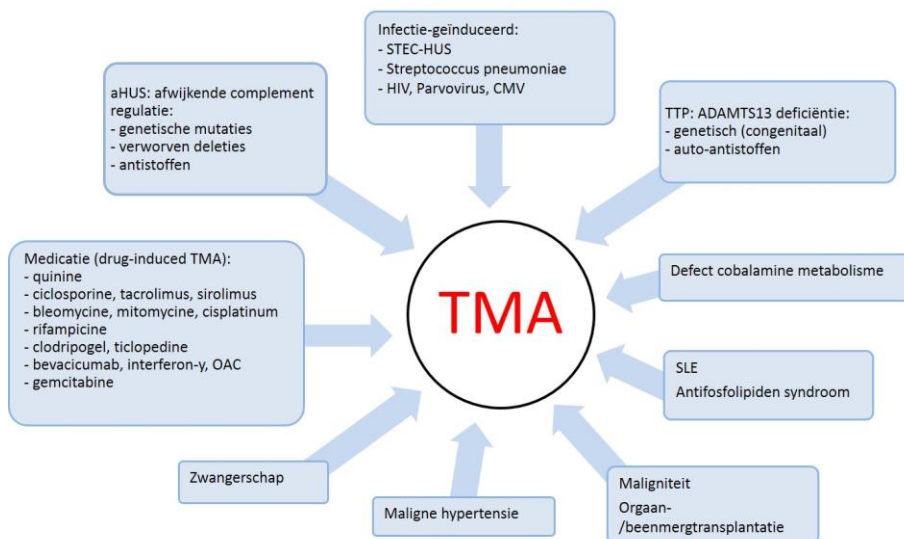 Infectie-geïnduceerd:
- STEC-HUS
- Streptococcus pneumoniae
- HIV, Parvovirus, CMV
aHUS: afwijkende complement
regulatie:
- genetische mutaties
- verworven deleties
- antistoffen
TTP: ADAMTS13 deficiëntie:
- genetisch (congenitaal)
- auto-antistoffen
Medicatie (drug-induced TMA):
- quinine
- ciclosporine, tacrolimus, sirolimus
- bleomycine, mitomycine, cisplatinum
- rifampicine
- clodripogel, ticlopedine
- bevacicumab, interferon-y, OAC
- gemcitabine
TMA
Defect cobalamine metabolisme
SLE
Antifosfolipiden syndroom
Zwangerschap
Maligne hypertensie
Maligniteit
Orgaan-
/beenmergtransplantatie